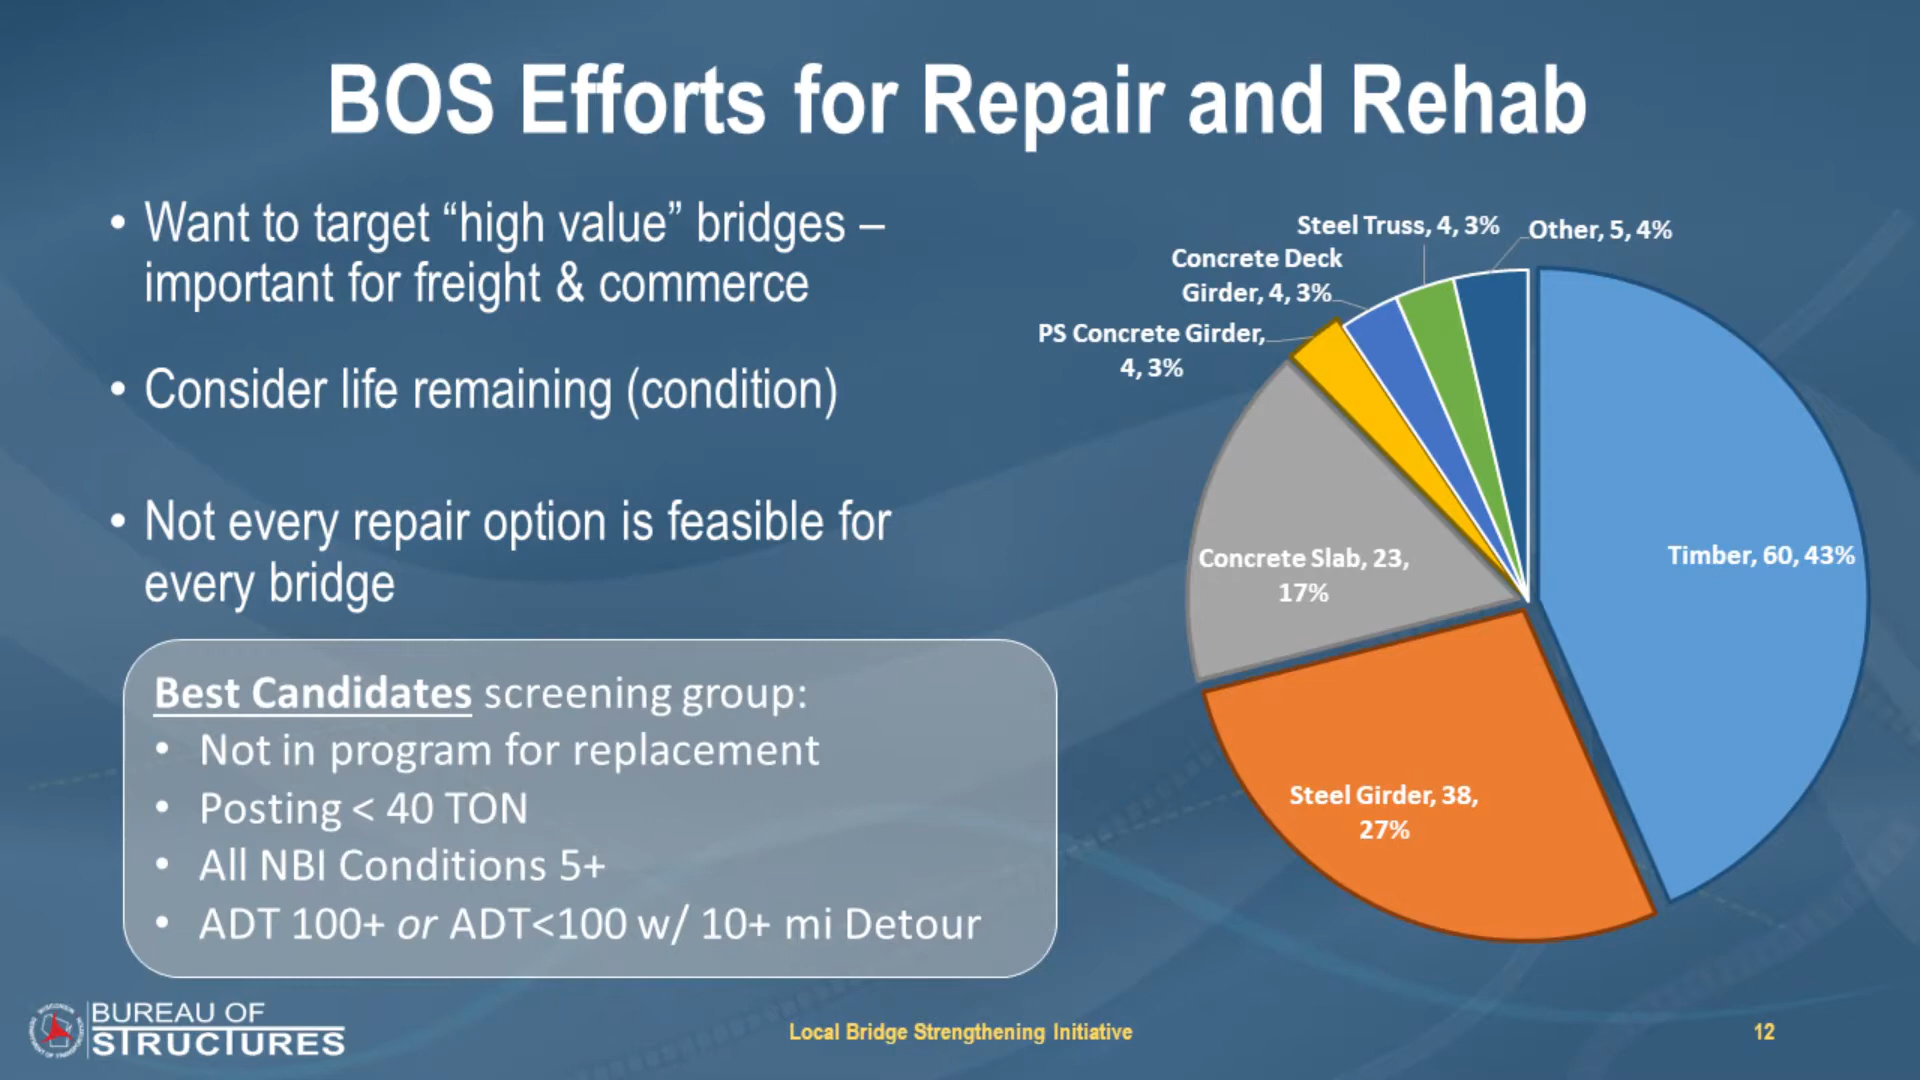 BOS Efforts for Repair and Rehab
• Want to target “high value” bridges –
important for freight & commerce
• Consider life remaining (condition)
• Not every repair option is feasible for
every bridge
Best Candidates screening group:
• Not in program for replacement
• Posting < 40 TON
• All NBI Conditions 5+
• ADT 100+ or ADT<100 w/ 10+ mi Detour
Steel Truss, 4, 3%
Other, 5, 4%
Concrete Deck
Girder, 4, 3%
PS Concrete Girder,
4, 3%
Timber, 60, 43%
Concrete Slab, 23,
17%
Steel Girder, 38,
27%
BUREAU OF
STRUCTURES
Local Bridge Strengthening Initiative
12